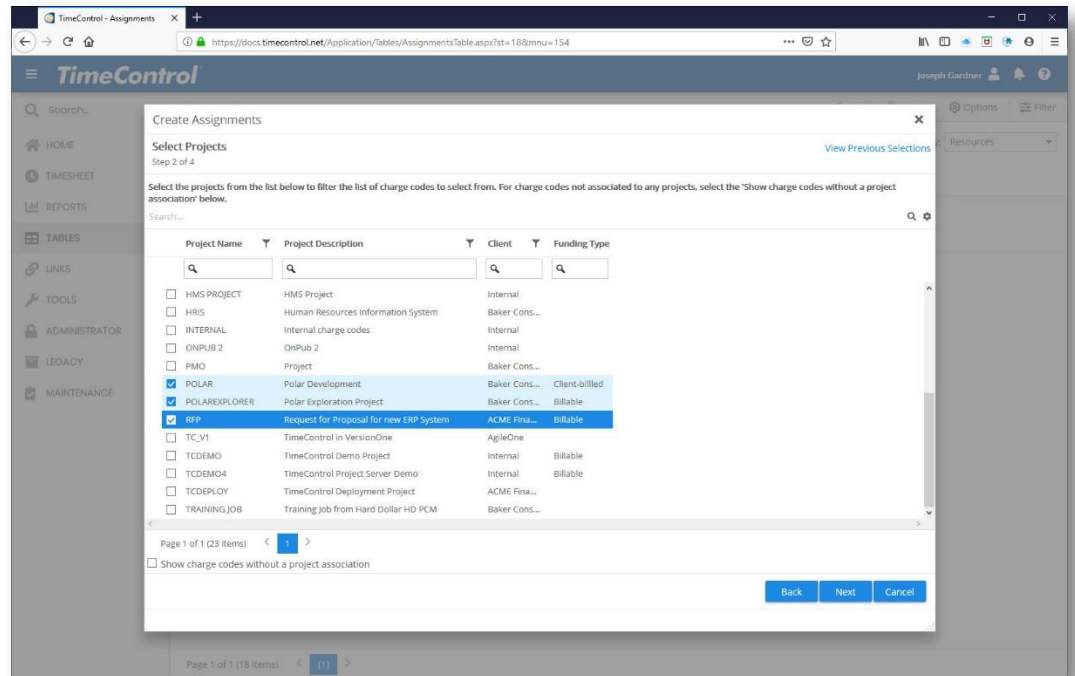 TimeControl - Assignments
https://docs.timecontrol.net/Application/Tables/AssignmentsTable.aspx?st=18&mnu=154
TimeControl
Joseph Gardner
Search...
Options
Filter
Create Assignments
HOME
Select Projects
View Previous Selections
Resources
Step 2 of 4
TIMESHEET
Select the projects from the list below to filter the list of charge codes to select from. For charge codes not associated to any projects, select the 'Show charge codes without a project
association' below.
REPORTS
Search...
TABLES
Project Name Project Description Client Funding Type
LINKS
HMS PROJECT HMS Project Internal
TOOLS
HRIS Human Resources Information System Baker Cons...
INTERNAL Internal charge codes Internal
ADMINISTRATOR
ONPUB 2 OnPub 2 Internal
PMO Project Baker Cons...
LEGACY
POLAR Polar Development Baker Cons... Client-billled
MAINTENANCE
POLAREXPLORER Polar Exploration Project Baker Cons... Billable
RFP Request for Proposal for new ERP System ACME Fina... Billable
TC_V1 TimeControl in VersionOne AgileOne
TCDEMO TimeControl Demo Project Internal Billable
TCDEMO4 TimeControl Project Server Demo Internal Billable
TCDEPLOY TimeControl Deployment Project ACME Fina...
TRAINING JOB Training Job from Hard Dollar HD PCM Baker Cons...
Page 1 of 1 (23 items) 1
Show charge codes without a project association
Back Next Cancel
Page 1 of 1 (18 items) [1]